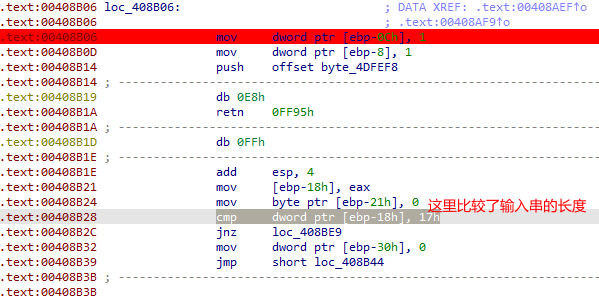 .text:00408B06 loc_408B06: ; DATA XREF: .text:00408AEF↑o
.text:00408B06 ; .text:00408AF9↑o
.text:00408B06 mov dword ptr [ebp-0Ch], 1
.text:00408B0D mov dword ptr [ebp-8], 1
.text:00408B14 push offset byte_4DFEF8
.text:00408B14 ; ---------------------------------------------------------------------------
.text:00408B19 db 0E8h
.text:00408B1A retn 0FF95h
.text:00408B1A ; ---------------------------------------------------------------------------
.text:00408B1D db 0FFh
.text:00408B1E ; ---------------------------------------------------------------------------
.text:00408B1E add esp, 4
.text:00408B21 mov [ebp-18h], eax
.text:00408B24 mov byte ptr [ebp-21h], 0 这里比较了输入串的长度
.text:00408B28 cmp dword ptr [ebp-18h], 17h
.text:00408B2C jnz loc_408BE9
.text:00408B32 mov dword ptr [ebp-30h], 0
.text:00408B39 jmp short loc_408B44
.text:00408B3B ; ---------------------------------------------------------------------------
.text:00408B3B